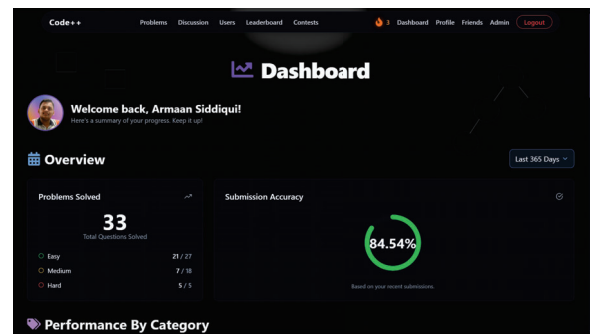 Code++ Problems Discussion Users Leaderboard Contests 3 Dashboard Profile Friends Admin Logout
Dashboard
Welcome back, Armaan Siddiqui!
Here's a summary of your progress. Keep it up!
Overview
Last 365 Days
Problems Solved
33
Total Questions Solved
Easy 21 / 27
Medium 7 / 18
Hard 5 / 5
Submission Accuracy
84.54%
Based on your recent submissions.
Performance By Category